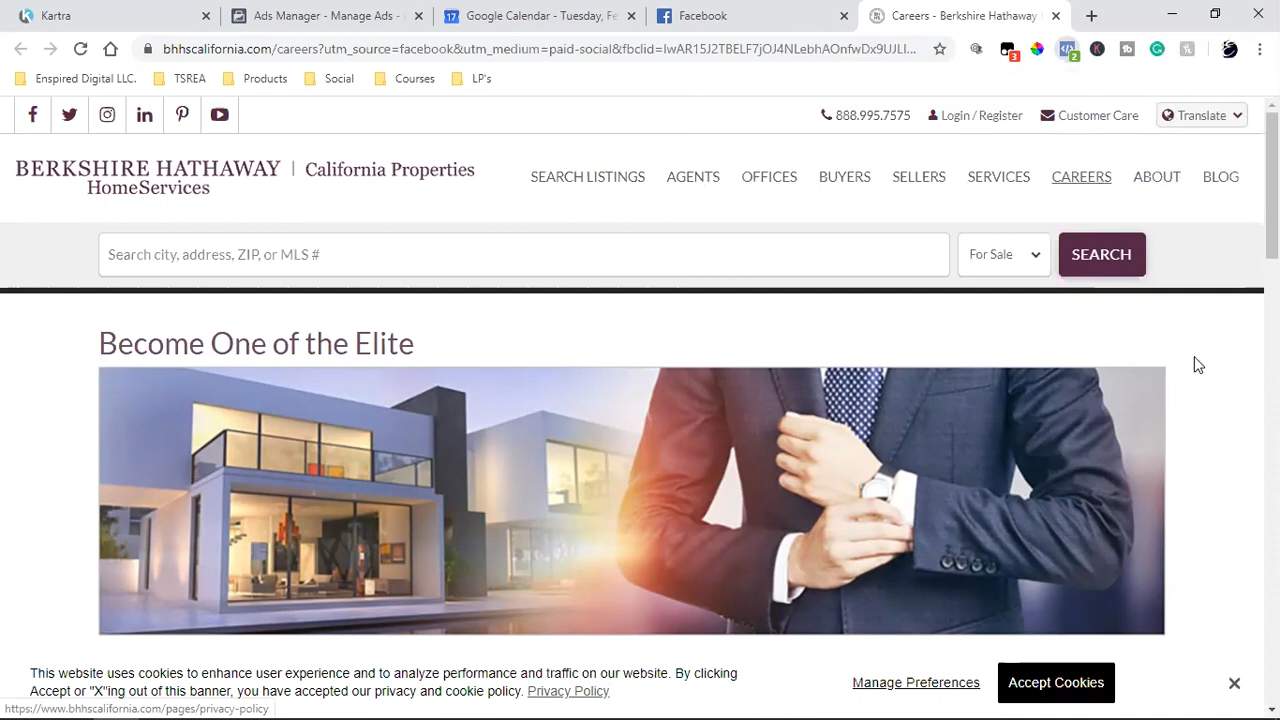 Kartra
Ads Manager - Manage Ads -
Google Calendar - Tuesday, Fe
Facebook
Careers - Berkshire Hathaway
bhhscalifornia.com/careers?utm_source=facebook&utm_medium=paid-social&fbclid=IwAR15J2TBELF7jOJ4NLebhAOnfwDx9UJLI...
3
2
Enspired Digital LLC.
TSREA
Products
Social
Courses
LP's
888.995.7575
Login / Register
Customer Care
Translate
BERKSHIRE HATHAWAY
HomeServices
California Properties
SEARCH LISTINGS
AGENTS
OFFICES
BUYERS
SELLERS
SERVICES
CAREERS
ABOUT
BLOG
Search city, address, ZIP, or MLS #
For Sale
SEARCH
Become One of the Elite
This website uses cookies to enhance user experience and to analyze performance and traffic on our website. By clicking
Accept or "X"ing out of this banner, you have accepted our privacy and cookie policy. Privacy Policy
Manage Preferences
Accept Cookies
https://www.bhhscalifornia.com/pages/privacy-policy